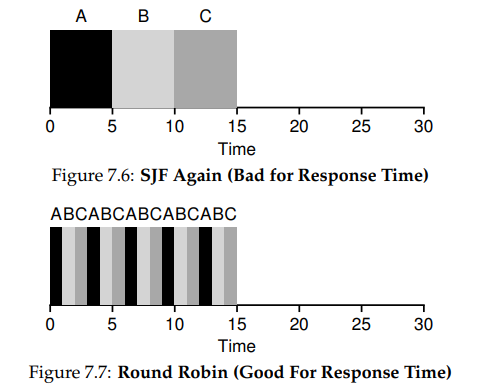 A B C
0 5 10 15 20 25 30
Time
Figure 7.6: SJF Again (Bad for Response Time)
ABCABCABCABCABC
0 5 10 15 20 25 30
Time
Figure 7.7: Round Robin (Good For Response Time)